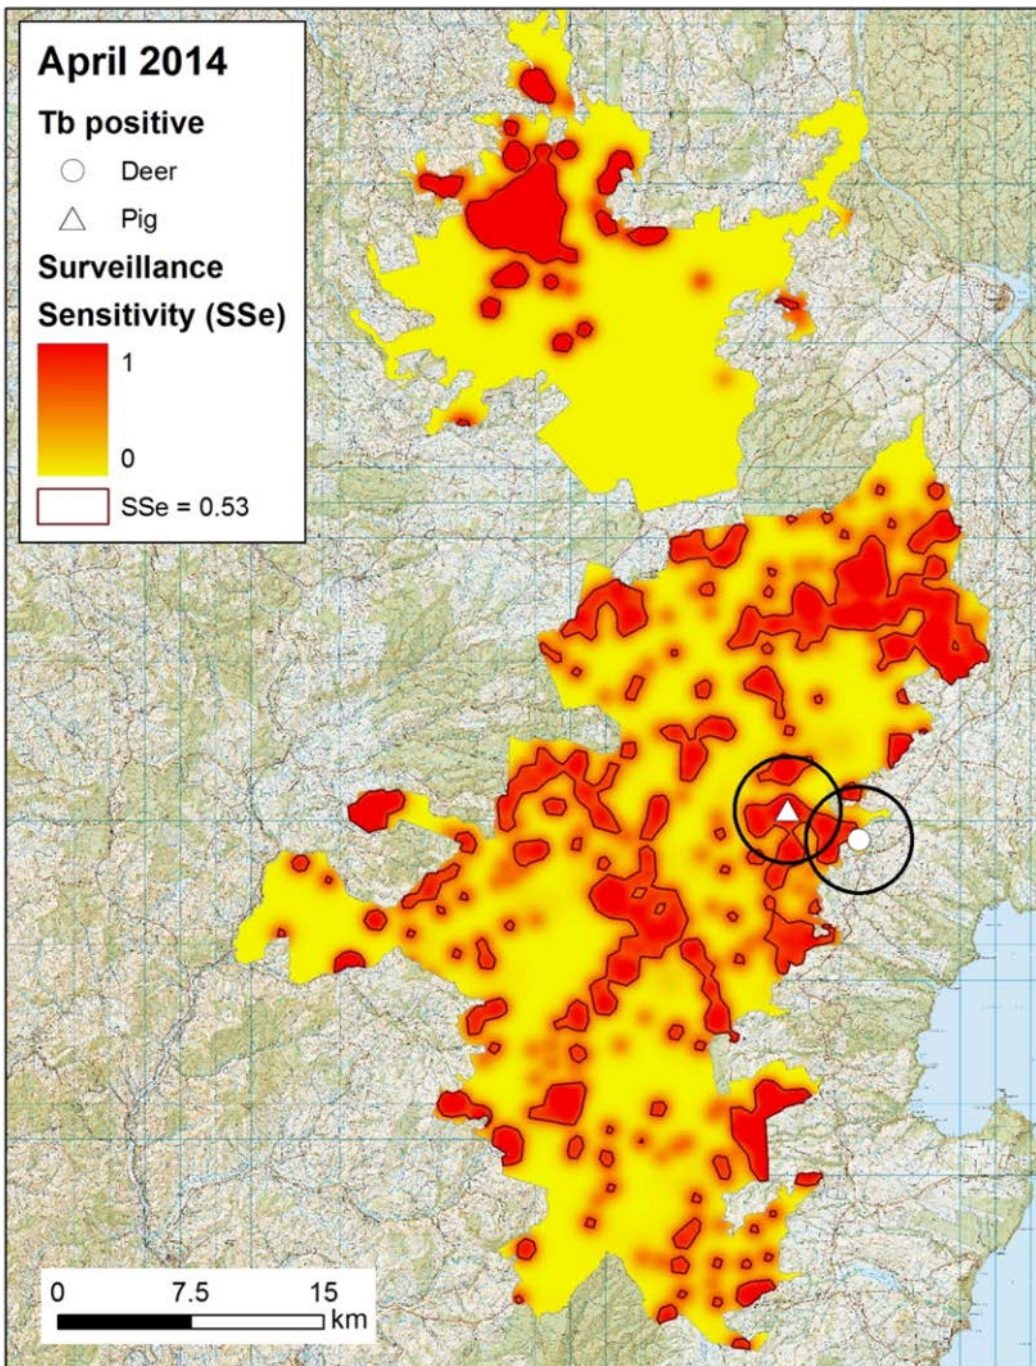 April 2014
Tb positive
Deer
Pig
Surveillance
Sensitivity (SSe)
1
0
SSe = 0.53
0 7.5 15
km